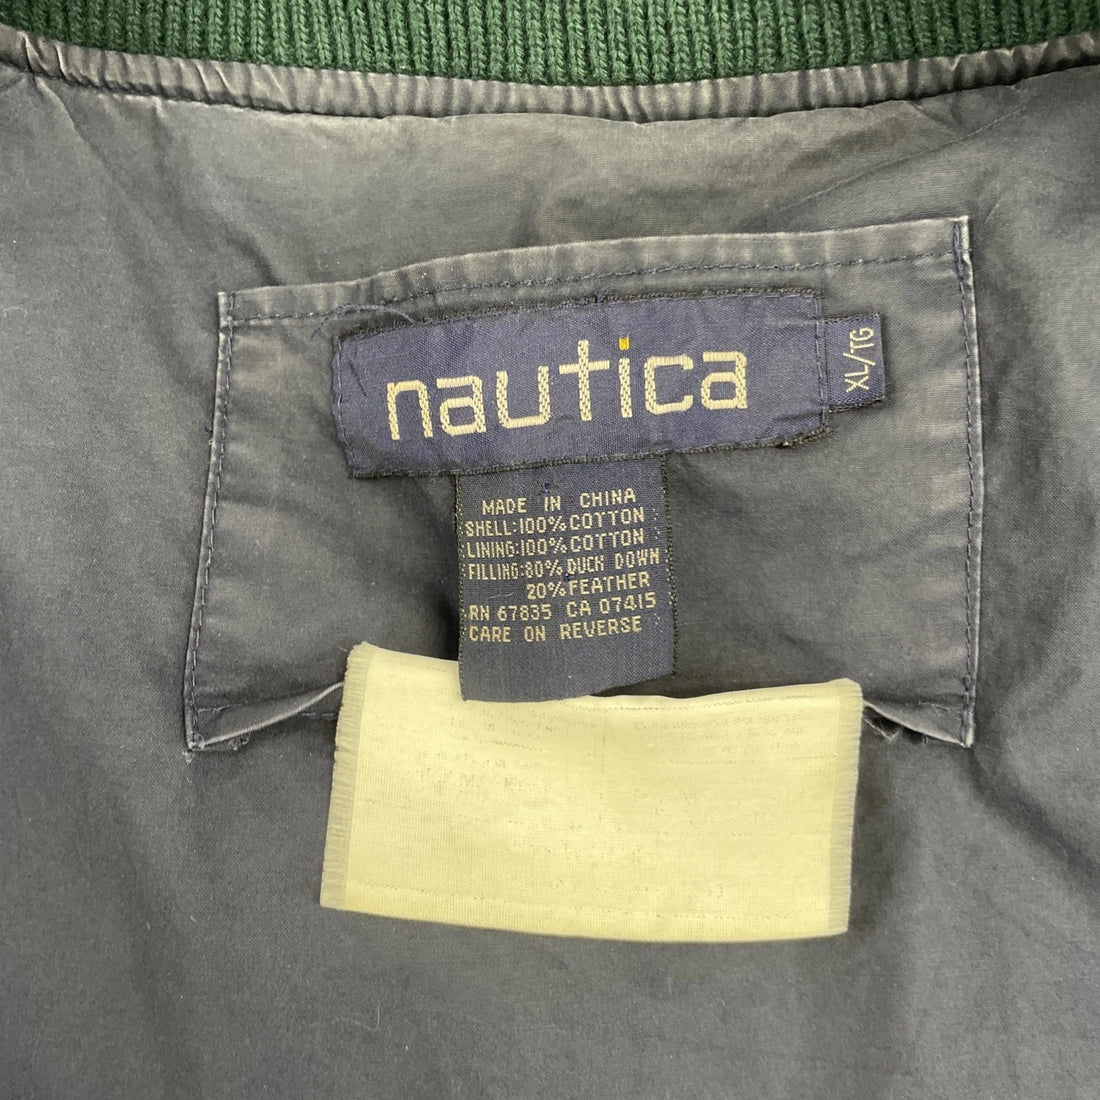 nautica
XL/TG
MADE IN CHINA
SHELL:100% COTTON
LINING:100% COTTON
FILLING:80% DUCK DOWN
20% FEATHER
RN 67835 CA 07415
CARE ON REVERSE